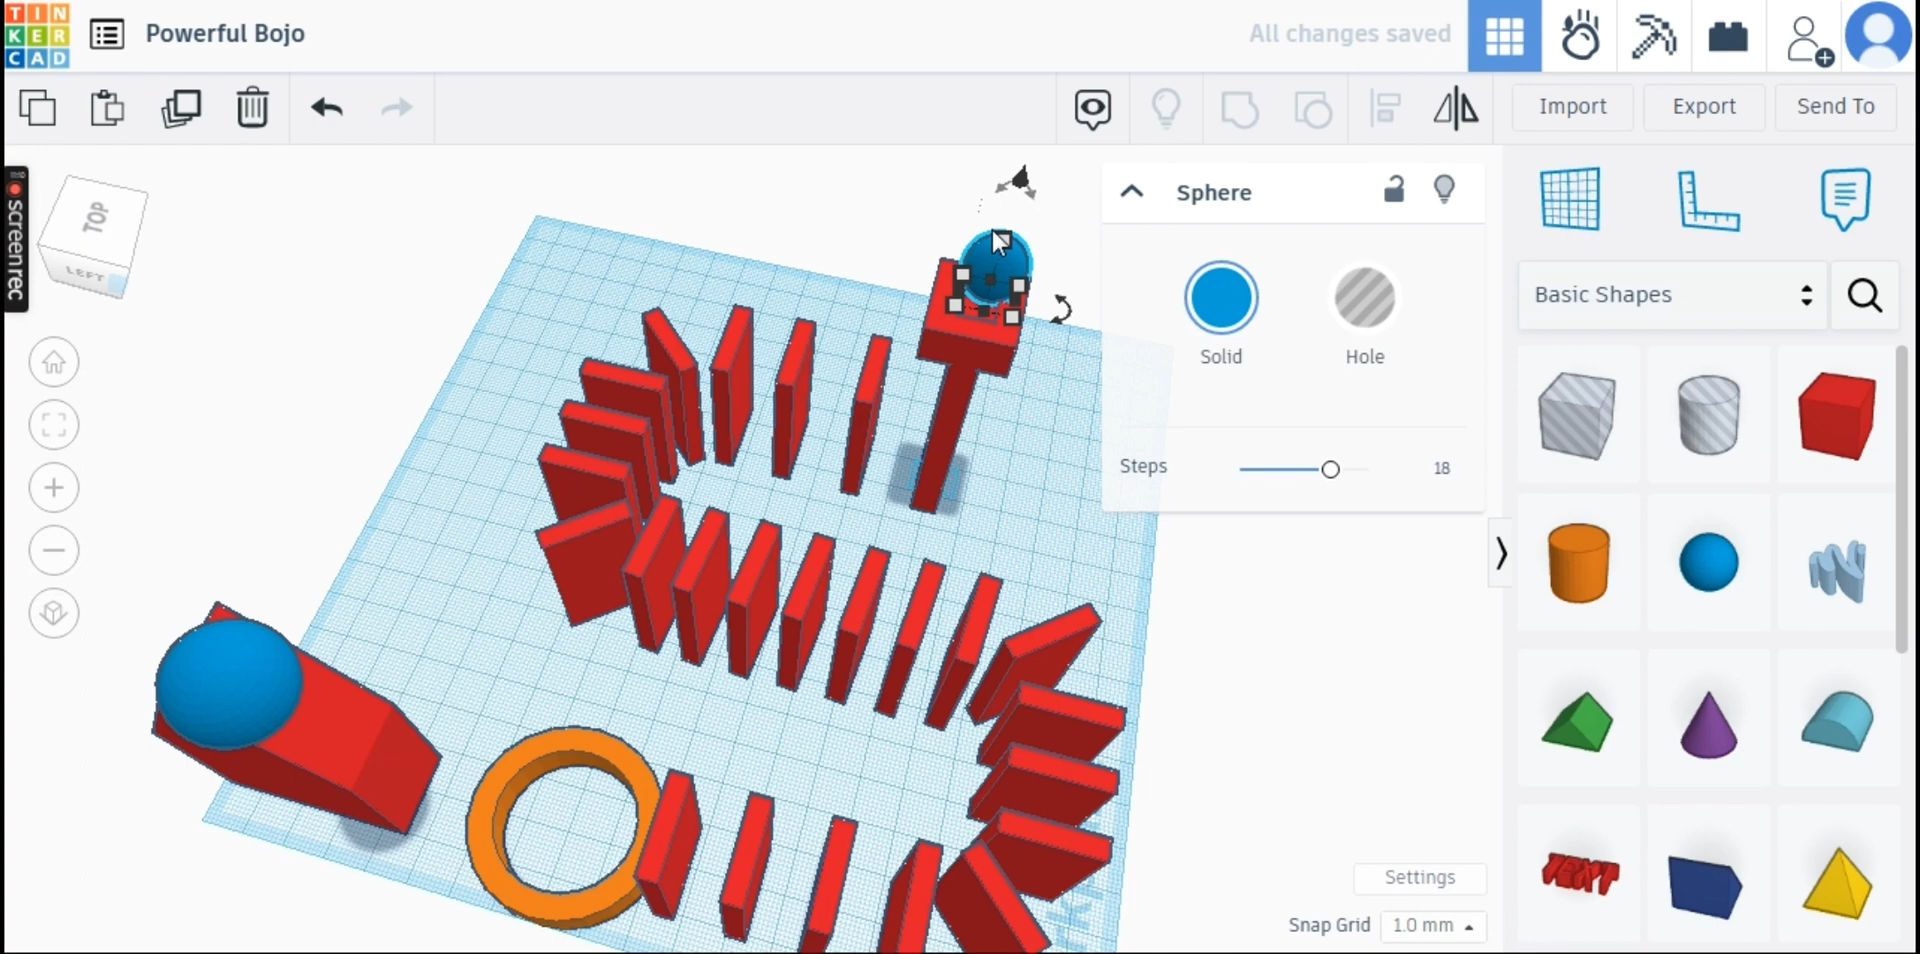 TIN
KER
CAD
Powerful Bojo
All changes saved
Import
Export
Send To
screenrec
TOP
LEFT
Sphere
Solid
Hole
Steps
18
Basic Shapes
TEXT
Settings
Snap Grid
1.0 mm